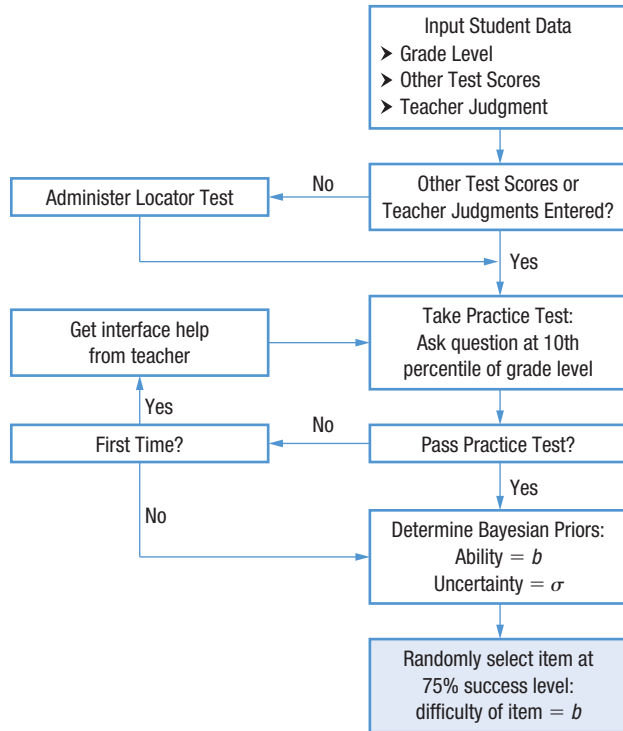 Input Student Data
➤ Grade Level
➤ Other Test Scores
➤ Teacher Judgment
Administer Locator Test
No
Other Test Scores or
Teacher Judgments Entered?
Yes
Get interface help
from teacher
Take Practice Test:
Ask question at 10th
percentile of grade level
Yes
First Time?
No
Pass Practice Test?
Yes
No
Determine Bayesian Priors:
Ability = b
Uncertainty = σ
Randomly select item at
75% success level:
difficulty of item = b